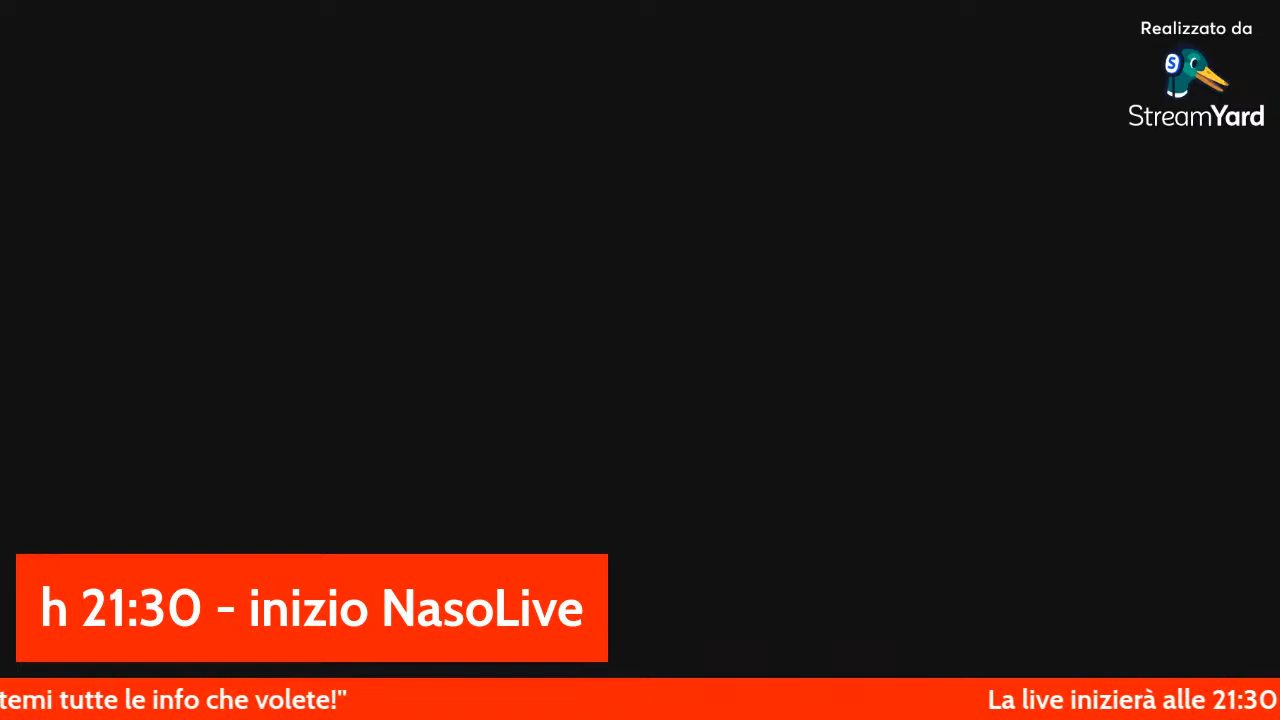 Realizzato da
S
StreamYard
h 21:30 - inizio NasoLive
temi tutte le info che volete!" La live inizierà alle 21:30